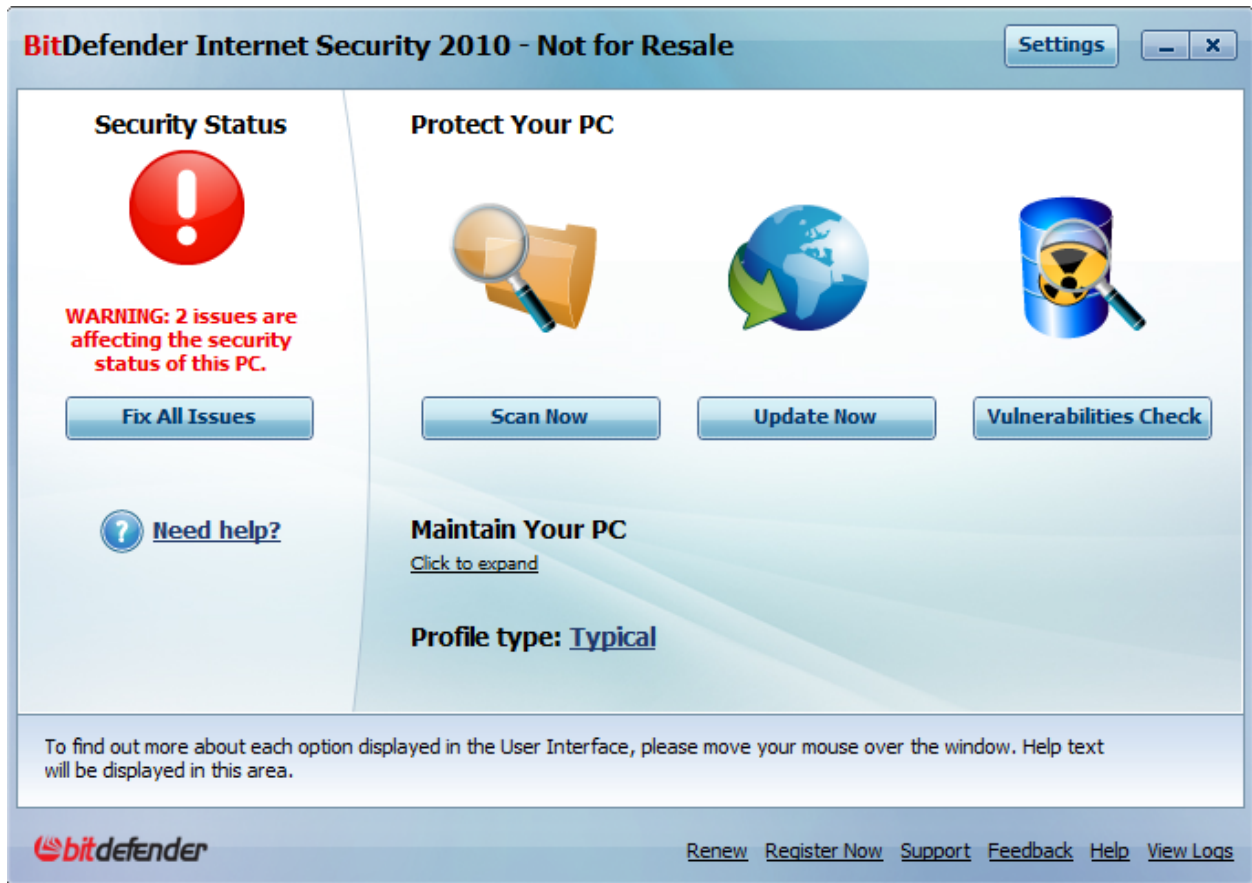 BitDefender Internet Security 2010 - Not for Resale
Settings
Security Status
Protect Your PC
WARNING: 2 issues are
affecting the security
status of this PC.
Fix All Issues
Scan Now
Update Now
Vulnerabilities Check
Need help?
Maintain Your PC
Click to expand
Profile type: Typical
To find out more about each option displayed in the User Interface, please move your mouse over the window. Help text
will be displayed in this area.
bitdefender
Renew Register Now Support Feedback Help View Logs